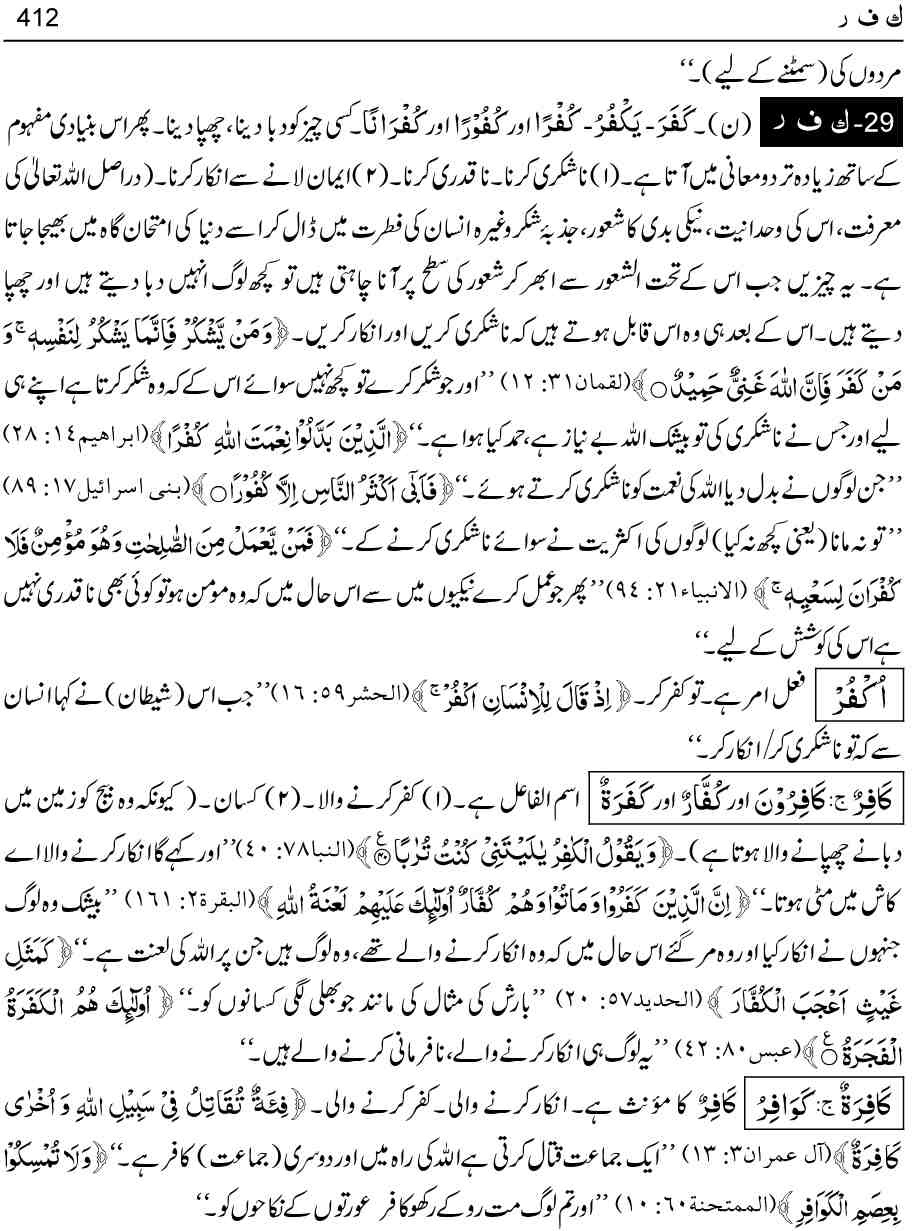 ك ف ر 412
مردوں کی (سمٹنے کے لیے)۔‘‘
29- ك ف ر (ن)۔ كَفَرَ- يَكْفُرُ- كُفْرًا اور كُفُوْرًا اور كُفْرَانًا۔ کسی چیز کو دبا دینا، چھپا دینا۔ پھر اس بنیادی مفہوم
کے ساتھ زیادہ تر دو معانی میں آتا ہے۔ (۱) ناشکری کرنا۔ ناقدری کرنا۔ (۲) ایمان لانے سے انکار کرنا۔ (دراصل اللہ تعالیٰ کی
معرفت، اس کی وحدانیت، نیکی بدی کا شعور، جذبۂ شکر وغیرہ انسان کی فطرت میں ڈال کر اسے دنیا کی امتحان گاہ میں بھیجا جاتا
ہے۔ یہ چیزیں جب اس کے تحت الشعور سے ابھر کر شعور کی سطح پر آنا چاہتی ہیں تو کچھ لوگ انہیں دبا دیتے ہیں اور چھپا
دیتے ہیں۔ اس کے بعد ہی وہ اس قابل ہوتے ہیں کہ ناشکری کریں اور انکار کریں۔ ﴿وَمَنْ يَّشْكُرْ فَاِنَّمَا يَشْكُرُ لِنَفْسِهٖ ۚ وَ
مَنْ كَفَرَ فَاِنَّ اللّٰهَ غَنِيٌّ حَمِيْدٌ ○﴾ (لقمان۳۱: ۱۲) ’’اور جو شکر کرے تو کچھ نہیں سوائے اس کے کہ وہ شکر کرتا ہے اپنے ہی
لیے اور جس نے ناشکری کی تو بیشک اللہ بے نیاز ہے، حمد کیا ہوا ہے۔‘‘ ﴿الَّذِيْنَ بَدَّلُوْا نِعْمَتَ اللّٰهِ كُفْرًا﴾ (ابراھیم۱۴: ۲۸)
’’جن لوگوں نے بدل دیا اللہ کی نعمت کو ناشکری کرتے ہوئے۔‘‘ ﴿فَاَبٰۤى اَكْثَرُ النَّاسِ اِلَّا كُفُوْرًا ○﴾ (بنی اسرائیل۱۷: ۸۹)
’’تو نہ مانا (یعنی کچھ نہ کیا) لوگوں کی اکثریت نے سوائے ناشکری کرنے کے۔‘‘ ﴿فَمَنْ يَّعْمَلْ مِنَ الصّٰلِحٰتِ وَهُوَ مُؤْمِنٌ فَلَا
كُفْرَانَ لِسَعْيِهٖ ۚ﴾ (الانبیاء۲۱: ۹۴) ’’پھر جو عمل کرے نیکیوں میں سے اس حال میں کہ وہ مومن ہو تو کوئی بھی ناقدری نہیں
ہے اس کی کوشش کے لیے۔‘‘
اُكْفُرْ فعل امر ہے۔ تو کفر کر۔ ﴿اِذْ قَالَ لِلْاِنْسَانِ اكْفُرْ ۚ﴾ (الحشر۵۹: ۱۶) ’’جب اس (شیطان) نے کہا انسان
سے کہ تو ناشکری کر/ انکار کر۔‘‘
كَافِرٌ ج: كَافِرُوْنَ اور كُفَّارٌ اور كَفَرَةٌ اسم الفاعل ہے۔ (۱) کفر کرنے والا۔ (۲) کسان۔ (کیونکہ وہ بیج کو زمین میں
دبانے چھپانے والا ہوتا ہے)۔ ﴿وَيَقُوْلُ الْكٰفِرُ يٰلَيْتَنِيْ كُنْتُ تُرٰبًا﴾ (النبا۷۸: ۴۰) ’’اور کہے گا انکار کرنے والا اے
کاش میں مٹی ہوتا۔‘‘ ﴿اِنَّ الَّذِيْنَ كَفَرُوْا وَمَاتُوْا وَهُمْ كُفَّارٌ اُولٰٓئِكَ عَلَيْهِمْ لَعْنَةُ اللّٰهِ﴾ (البقرة۲: ۱۶۱) ’’بیشک وہ لوگ
جنہوں نے انکار کیا اور وہ مر گئے اس حال میں کہ وہ انکار کرنے والے تھے، وہ لوگ ہیں جن پر اللہ کی لعنت ہے۔‘‘ ﴿كَمَثَلِ
غَيْثٍ اَعْجَبَ الْكُفَّارَ﴾ (الحدید۵۷: ۲۰) ’’بارش کی مثال کی مانند جو بھلی لگی کسانوں کو۔‘‘ ﴿اُولٰٓئِكَ هُمُ الْكَفَرَةُ
الْفَجَرَةُ ○﴾ (عبس۸۰: ۴۲) ’’یہ لوگ ہی انکار کرنے والے، نافرمانی کرنے والے ہیں۔‘‘
كَافِرَةٌ ج: كَوَافِرُ كَافِرٌ کا مؤنث ہے۔ انکار کرنے والی۔ کفر کرنے والی۔ ﴿فِئَةٌ تُقَاتِلُ فِيْ سَبِيْلِ اللّٰهِ وَ اُخْرٰى
كَافِرَةٌ﴾ (آل عمران۳: ۱۳) ’’ایک جماعت قتال کرتی ہے اللہ کی راہ میں اور دوسری (جماعت) کافر ہے۔‘‘ ﴿وَلَا تُمْسِكُوْا
بِعِصَمِ الْكَوَافِرِ﴾ (الممتحنة۶۰: ۱۰) ’’اور تم لوگ مت روکے رکھو کافر عورتوں کے نکاحوں کو۔‘‘